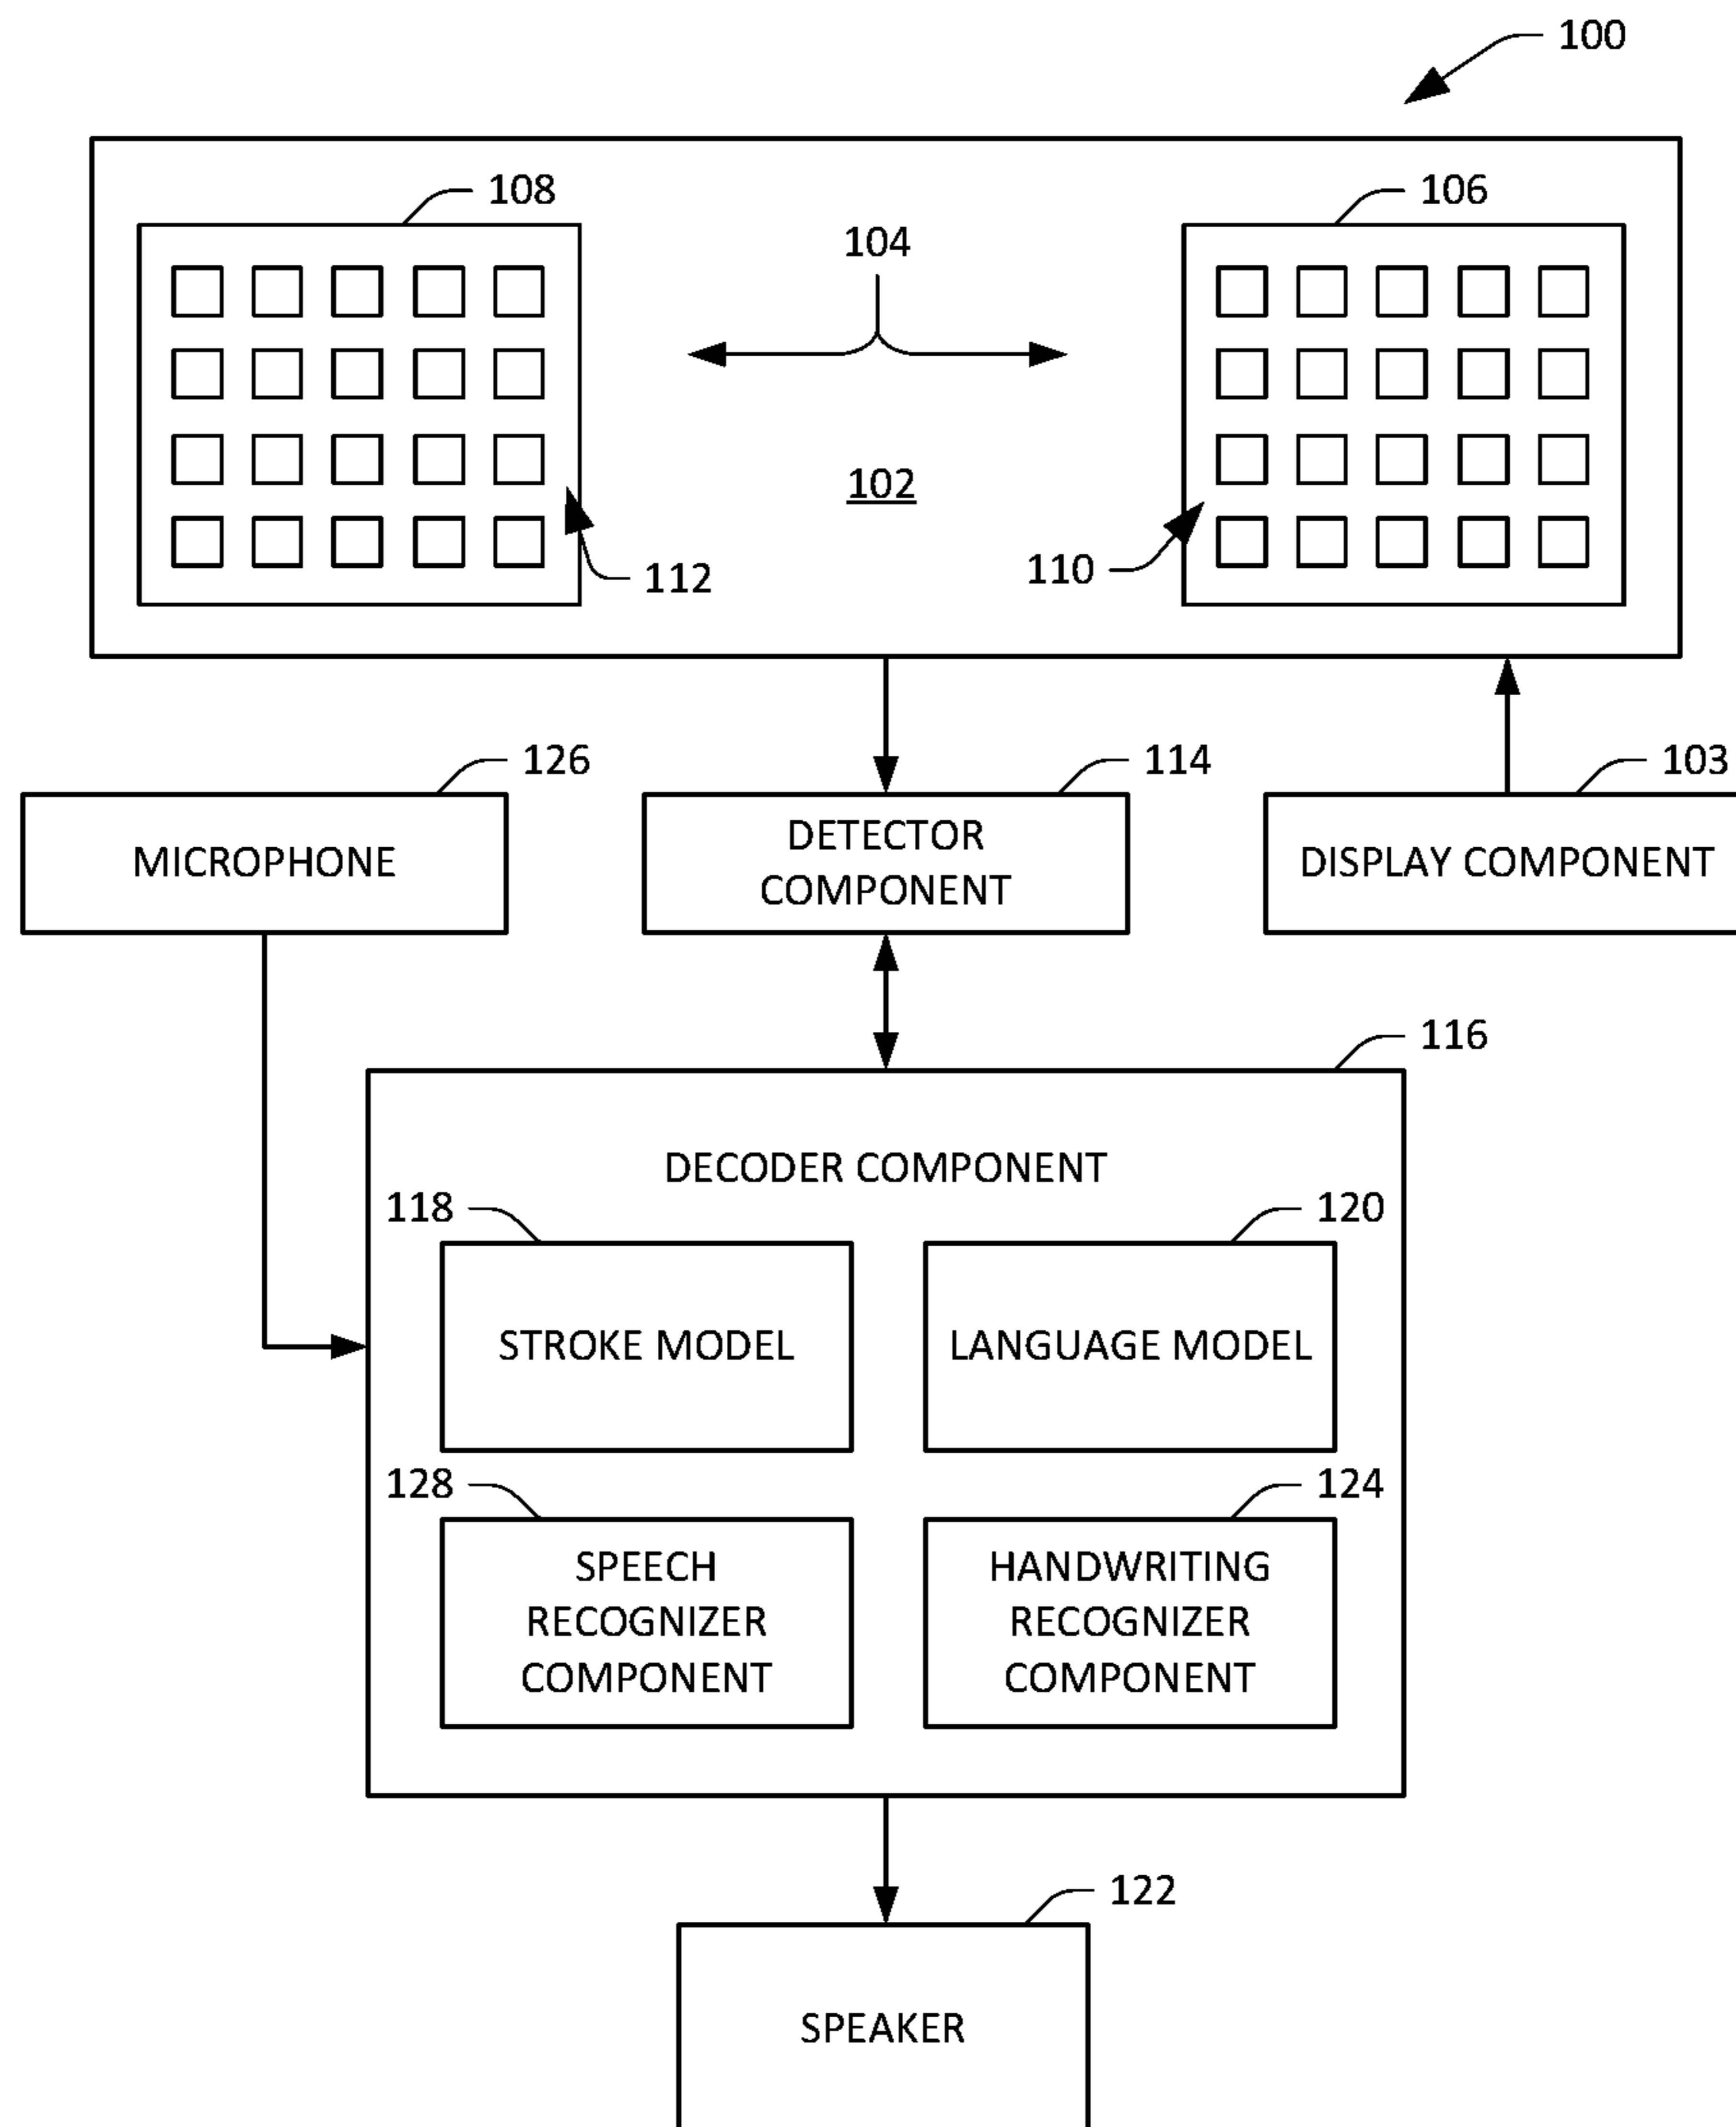 100
108
106
104
102
112
110
126
114
103
MICROPHONE
DETECTOR
COMPONENT
DISPLAY COMPONENT
116
DECODER COMPONENT
118
120
STROKE MODEL
LANGUAGE MODEL
128
124
SPEECH
RECOGNIZER
COMPONENT
HANDWRITING
RECOGNIZER
COMPONENT
122
SPEAKER